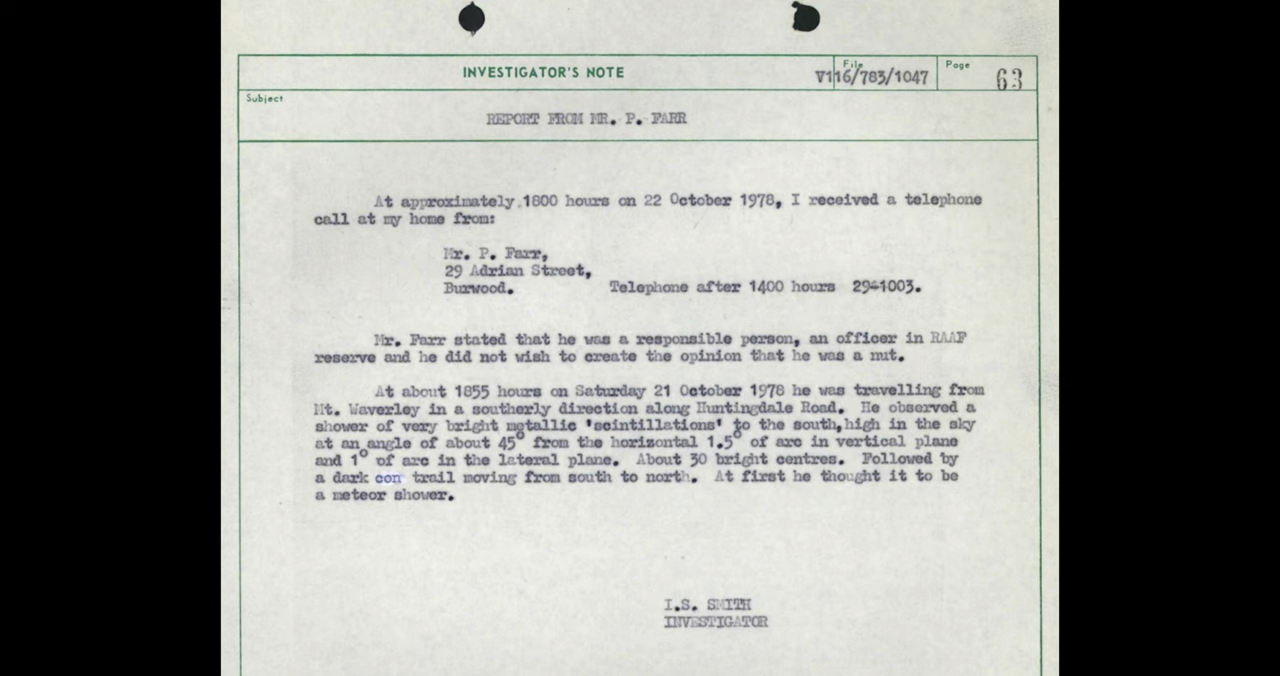 INVESTIGATOR'S NOTE
File
V116/783/1047
Page
63
Subject
REPORT FROM MR. P. FARR
At approximately 1800 hours on 22 October 1978, I received a telephone
call at my home from:
Mr. P. Farr,
29 Adrian Street,
Burwood. Telephone after 1400 hours 29-1003.
Mr. Farr stated that he was a responsible person, an officer in RAAF
reserve and he did not wish to create the opinion that he was a nut.
At about 1855 hours on Saturday 21 October 1978 he was travelling from
Mt. Waverley in a southerly direction along Huntingdale Road. He observed a
shower of very bright metallic 'scintillations' to the south, high in the sky
at an angle of about 45° from the horizontal 1.5° of arc in vertical plane
and 1° of arc in the lateral plane. About 30 bright centres. Followed by
a dark con trail moving from south to north. At first he thought it to be
a meteor shower.
I.S. SMITH
INVESTIGATOR